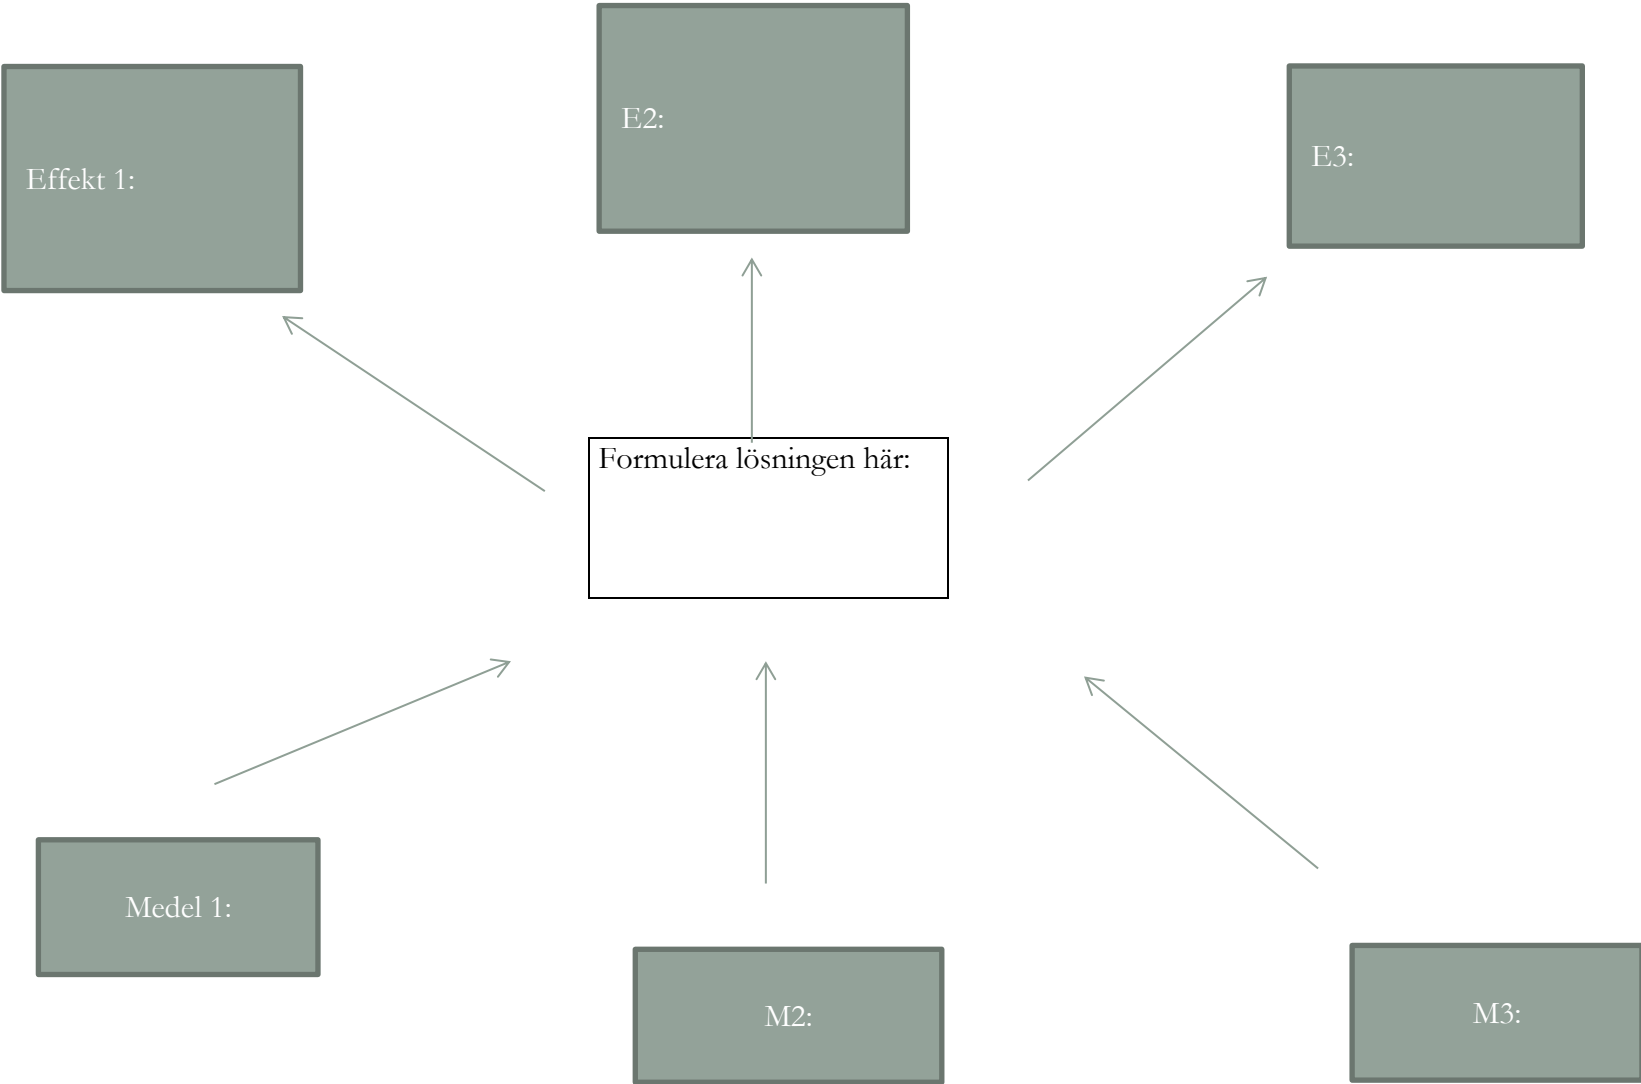 E2:
E3:
Effekt 1:
Formulera lösningen här:
Medel 1:
M2:
M3: